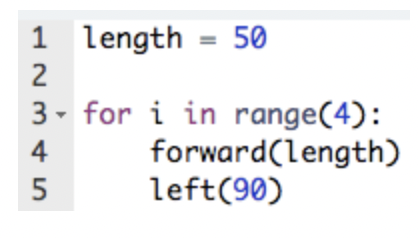 1 length = 50
2
3 for i in range(4):
4     forward(length)
5     left(90)